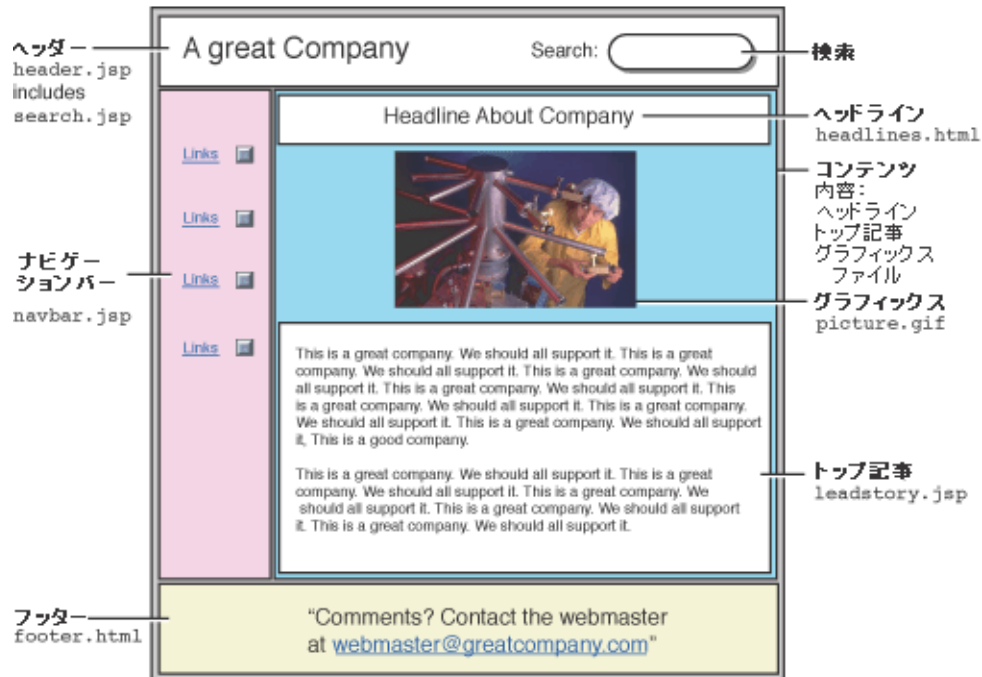 ヘッダー
header.jsp
includes
search.jsp
A great Company
Search:
検索
Headline About Company
ヘッドライン
headlines.html
コンテンツ
内容:
ヘッドライン
トップ記事
グラフィックス
ファイル
グラフィックス
picture.gif
ナビゲー
ションバー
navbar.jsp
Links
Links
Links
Links
This is a great company. We should all support it. This is a great
company. We should all support it. This is a great company. We should
all support it. This is a great company. We should all support it. This
is a great company. We should all support it. This is a great company.
We should all support it. This is a great company. We should all support
it, This is a good company.
This is a great company. We should all support it. This is a great
company. We should all support it. This is a great company. We
should all support it. This is a great company. We should all support
it. This is a great company. We should all support it.
トップ記事
leadstory.jsp
フッター
footer.html
“Comments? Contact the webmaster
at webmaster@greatcompany.com”